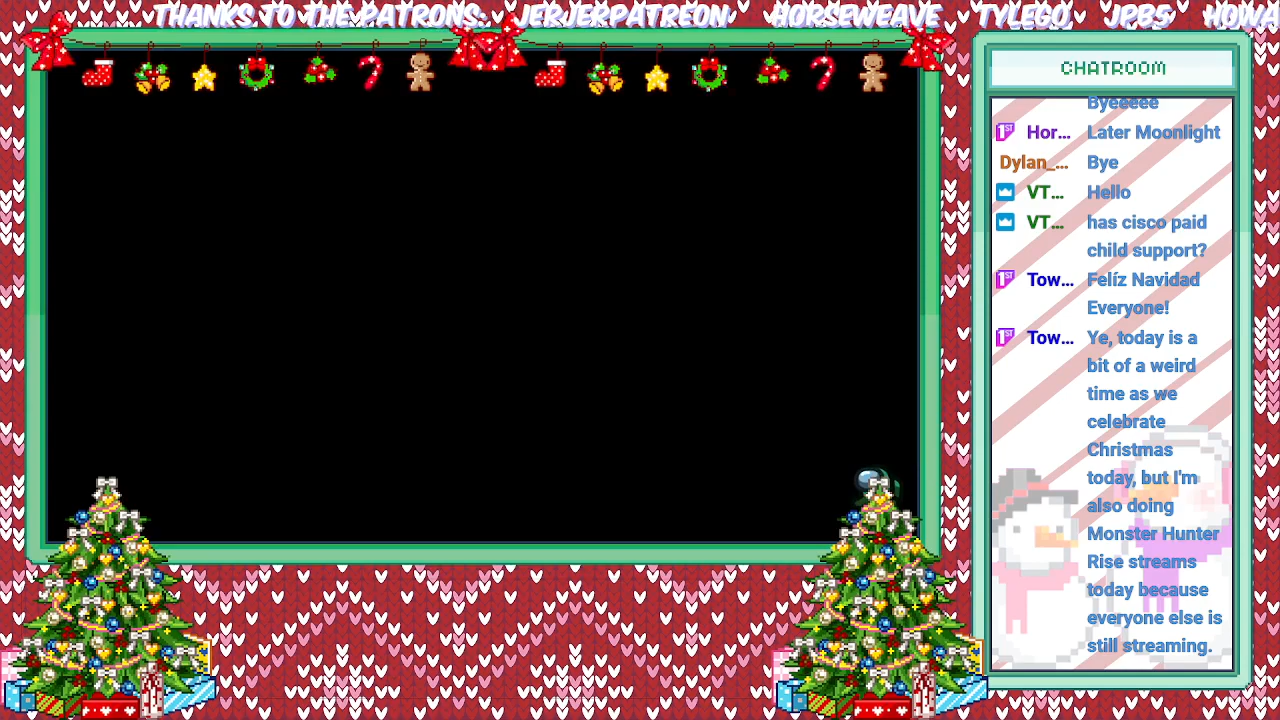 THANKS TO THE PATRONS: JERJERPATREON HORSEWEAVE TYLEGO, JPB5 HOWA
CHATROOM
Byeeeee
Hor... Later Moonlight
Dylan_... Bye
VT... Hello
VT... has cisco paid
child support?
Tow... Felíz Navidad
Everyone!
Tow... Ye, today is a
bit of a weird
time as we
celebrate
Christmas
today, but I'm
also doing
Monster Hunter
Rise streams
today because
everyone else is
still streaming.